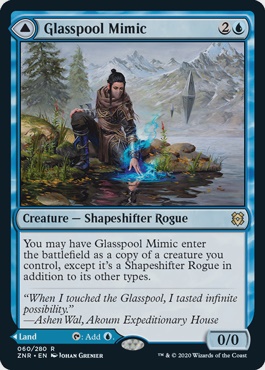 Glasspool Mimic 2
Creature — Shapeshifter Rogue
You may have Glasspool Mimic enter
the battlefield as a copy of a creature you
control, except it's a Shapeshifter Rogue in
addition to its other types.
“When I touched the Glasspool, I tasted infinite
possibility.”
—Ashen Wal, Akoum Expeditionary House
Land : Add
0/0
060/280 R
ZNR • EN Johan Grenier
™ & © 2020 Wizards of the Coast